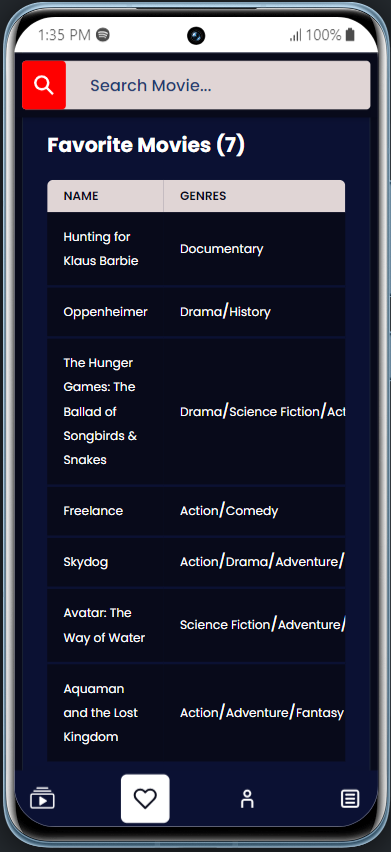 1:35 PM 100%
Search Movie...
Favorite Movies (7)
NAME GENRES
Hunting for
Klaus Barbie
Documentary
Oppenheimer Drama/History
The Hunger
Games: The
Ballad of
Songbirds &
Snakes
Drama/Science Fiction/Act
Freelance Action/Comedy
Skydog Action/Drama/Adventure/
Avatar: The
Way of Water
Science Fiction/Adventure/
Aquaman
and the Lost
Kingdom
Action/Adventure/Fantasy